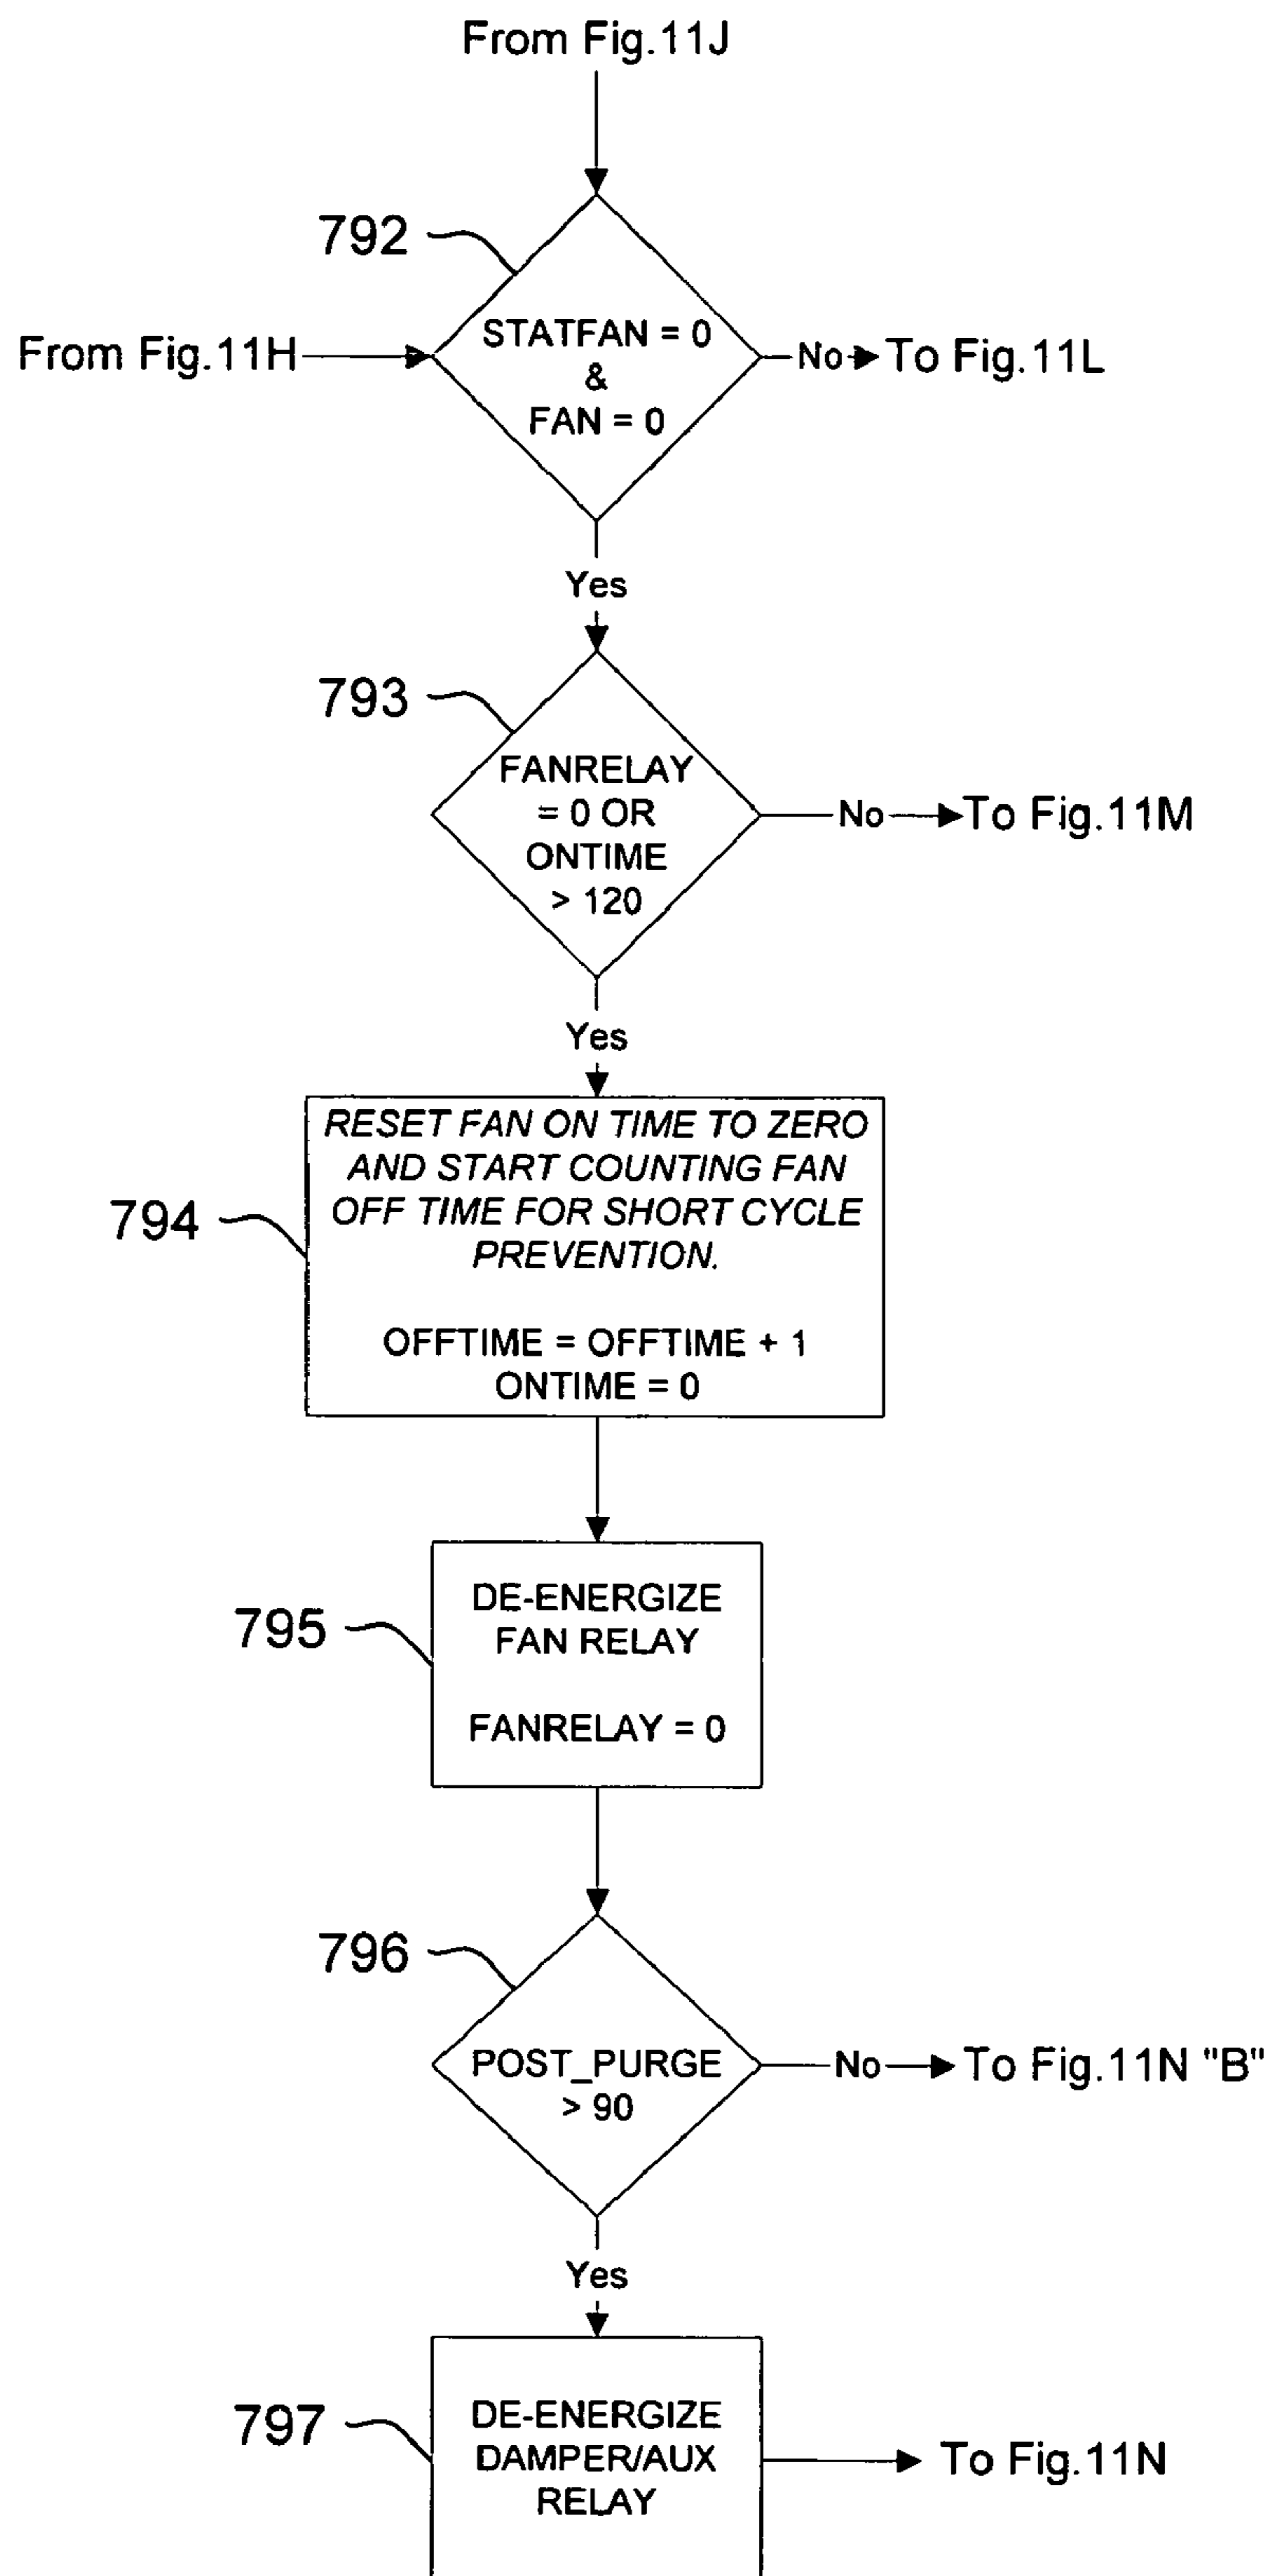 From Fig.11J
792
STATFAN = 0
&
FAN = 0
From Fig.11H
No
To Fig.11L
Yes
793
FANRELAY
= 0 OR
ONTIME
> 120
No
To Fig.11M
Yes
794
RESET FAN ON TIME TO ZERO
AND START COUNTING FAN
OFF TIME FOR SHORT CYCLE
PREVENTION.
OFFTIME = OFFTIME + 1
ONTIME = 0
795
DE-ENERGIZE
FAN RELAY
FANRELAY = 0
796
POST_PURGE
> 90
No
To Fig.11N "B"
Yes
797
DE-ENERGIZE
DAMPER/AUX
RELAY
To Fig.11N